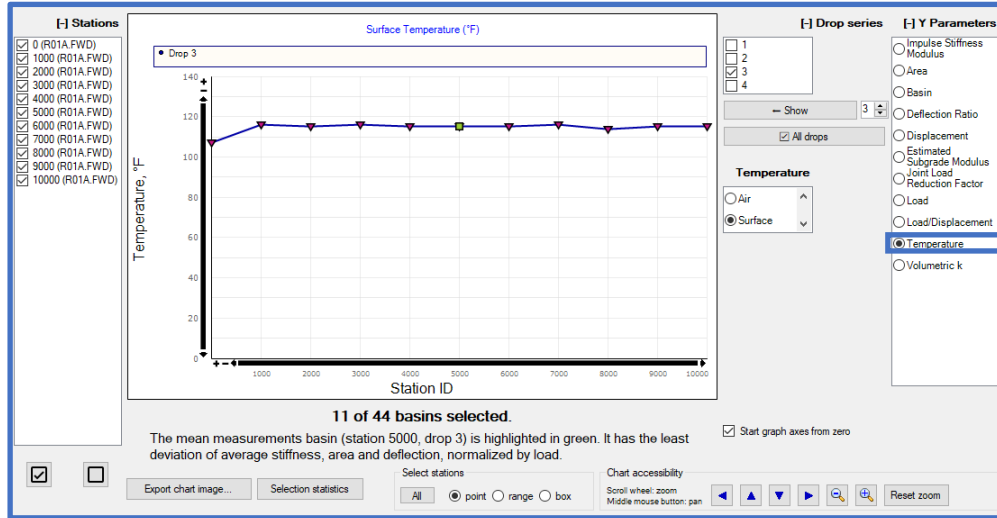 [-] Stations
0 (R01A.FWD)
1000 (R01A.FWD)
2000 (R01A.FWD)
3000 (R01A.FWD)
4000 (R01A.FWD)
5000 (R01A.FWD)
6000 (R01A.FWD)
7000 (R01A.FWD)
8000 (R01A.FWD)
9000 (R01A.FWD)
10000 (R01A.FWD)
Surface Temperature (°F)
Drop 3
Temperature, °F
140
120
100
80
60
40
20
0
1000 2000 3000 4000 5000 6000 7000 8000 9000 10000
Station ID
11 of 44 basins selected.
The mean measurements basin (station 5000, drop 3) is highlighted in green. It has the least
deviation of average stiffness, area and deflection, normalized by load.
Export chart image...
Selection statistics
Select stations
All point range box
Chart accessibility
Scroll wheel: zoom
Middle mouse button: pan
Reset zoom
[-] Drop series
1
2
3
4
← Show 3
All drops
Temperature
Air
Surface
Start graph axes from zero
[-] Y Parameters
Impulse Stiffness
Modulus
Area
Basin
Deflection Ratio
Displacement
Estimated
Subgrade Modulus
Joint Load
Reduction Factor
Load
Load/Displacement
Temperature
Volumetric k